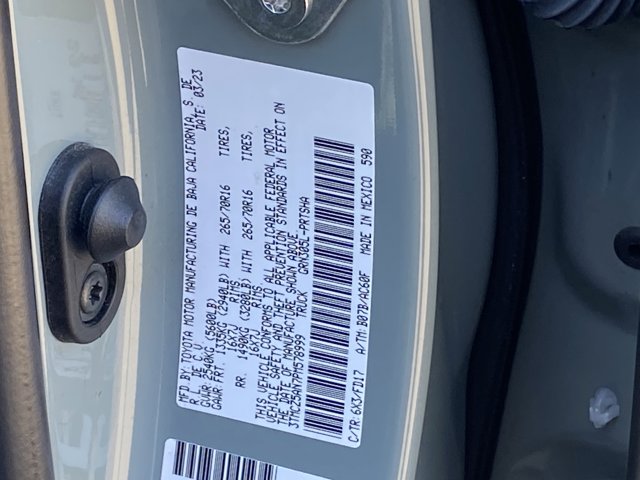 MFD BY: TOYOTA MOTOR MANUFACTURING DE BAJA CALIFORNIA, S. DE
R.L. DE C.V. DATE: 03/23
GVWR: 2540KG (5600LB)
GAWR: FRT. 1335KG (2940LB) WITH 265/70R16 TIRES,
16X7J RIMS
RR. 1490KG (3280LB) WITH 265/70R16 TIRES,
16X7J RIMS
THIS VEHICLE CONFORMS TO ALL APPLICABLE FEDERAL MOTOR
VEHICLE SAFETY AND THEFT PREVENTION STANDARDS IN EFFECT ON
THE DATE OF MANUFACTURE SHOWN ABOVE.
TRUCK GRN305L-PRTSHA
C/TR: 6X3/FD17 A/TM: B07B/AC60F MADE IN MEXICO 590